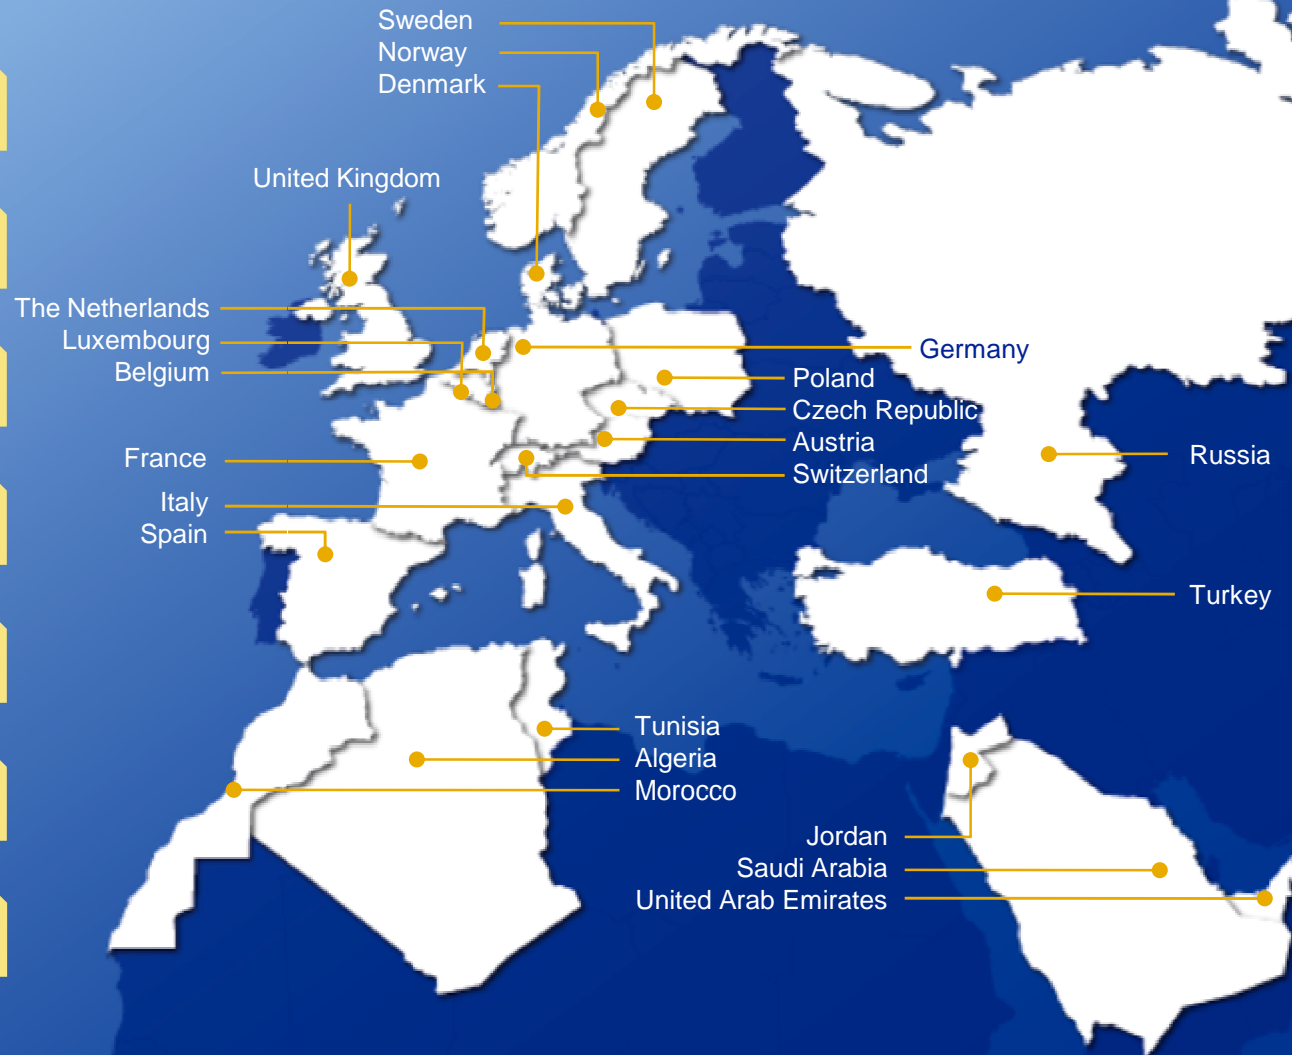 Sweden
Norway
Denmark
United Kingdom
The Netherlands
Luxembourg
Belgium
Germany
Poland
Czech Republic
Austria
Switzerland
France
Italy
Spain
Russia
Turkey
Tunisia
Algeria
Morocco
Jordan
Saudi Arabia
United Arab Emirates